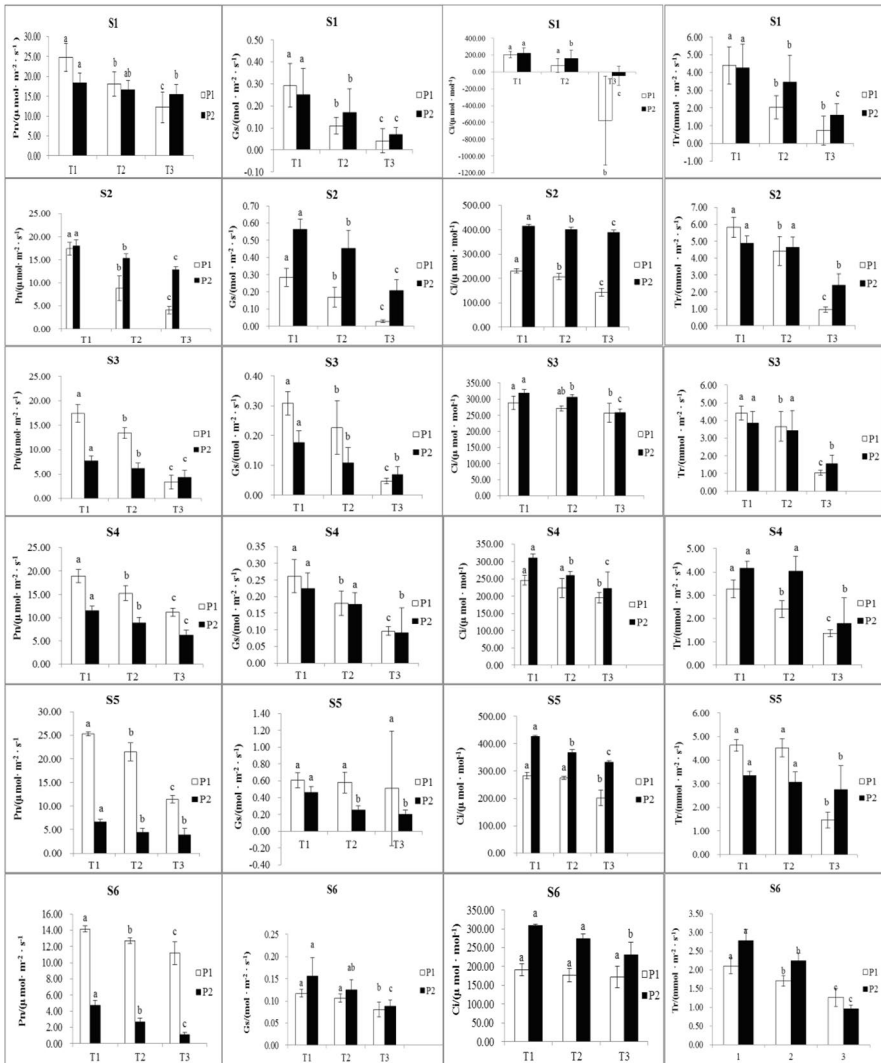 S1
Pn/(μ mol· m⁻² · s⁻¹)
30.00
25.00
20.00
15.00
10.00
5.00
0.00
a a b ab c b
P1
P2
T1 T2 T3
S1
Gs/(mol · m⁻² · s⁻¹)
0.50
0.40
0.30
0.20
0.10
0.00
-0.10
a a b b c c
P1
P2
T1 T2 T3
S1
Ci/(μ mol · mol⁻¹)
400.00
200.00
0.00
-200.00
-400.00
-600.00
-800.00
-1000.00
-1200.00
a a a b b c
T1 T2 T3
P1
P2
S1
Tr/(mmol · m⁻² · s⁻¹)
6.00
5.00
4.00
3.00
2.00
1.00
0.00
-1.00
a a b b c c
P1
P2
T1 T2 T3
S2
Pn/(μmol· m⁻² · s⁻¹)
25.00
20.00
15.00
10.00
5.00
0.00
a a b b c c
P1
P2
T1 T2 T3
S2
Gs/(mol · m⁻² · s⁻¹)
0.70
0.60
0.50
0.40
0.30
0.20
0.10
0.00
a a b b c c
P1
P2
T1 T2 T3
S2
Ci/(μ mol · mol⁻¹)
500.00
400.00
300.00
200.00
100.00
0.00
a a b b c c
P1
P2
T1 T2 T3
S2
Tr/(mmol · m⁻² · s⁻¹)
7.00
6.00
5.00
4.00
3.00
2.00
1.00
0.00
a a b a c b
P1
P2
T1 T2 T3
S3
Pn/(μmol· m⁻² · s⁻¹)
25.00
20.00
15.00
10.00
5.00
0.00
a a b b c c
P1
P2
T1 T2 T3
S3
Gs/(mol · m⁻² · s⁻¹)
0.40
0.30
0.20
0.10
0.00
a a b b c b
P1
P2
T1 T2 T3
S3
Ci/(μ mol · mol⁻¹)
350.00
300.00
250.00
200.00
150.00
100.00
50.00
0.00
a a ab b b c
P1
P2
T1 T2 T3
S3
Tr/(mmol · m⁻² · s⁻¹)
6.00
5.00
4.00
3.00
2.00
1.00
0.00
a a b a c b
P1
P2
T1 T2 T3
S4
Pn/(μmol· m⁻² · s⁻¹)
25.00
20.00
15.00
10.00
5.00
0.00
a a b b c c
P1
P2
T1 T2 T3
S4
Gs/(mol · m⁻² · s⁻¹)
0.35
0.30
0.25
0.20
0.15
0.10
0.05
0.00
a a b a c b
P1
P2
T1 T2 T3
S4
Ci/(μ mol · mol⁻¹)
350.00
300.00
250.00
200.00
150.00
100.00
50.00
0.00
a a a b b c
P1
P2
T1 T2 T3
S4
Tr/(mmol · m⁻² · s⁻¹)
5.00
4.00
3.00
2.00
1.00
0.00
a a b a c b
P1
P2
T1 T2 T3
S5
Pn/(μ mol· m⁻² · s⁻¹)
30.00
25.00
20.00
15.00
10.00
5.00
0.00
a a b b c b
P1
P2
T1 T2 T3
S5
Gs/(mol · m⁻² · s⁻¹)
1.40
1.20
1.00
0.80
0.60
0.40
0.20
0.00
-0.20
-0.40
a a a b a b
P1
P2
T1 T2 T3
S5
Ci/(μ mol · mol⁻¹)
500.00
400.00
300.00
200.00
100.00
0.00
a a a b b c
P1
P2
T1 T2 T3
S5
Tr/(mmol · m⁻² · s⁻¹)
6.00
5.00
4.00
3.00
2.00
1.00
0.00
a a a a b b
P1
P2
T1 T2 T3
S6
Pn/(μ mol· m⁻² · s⁻¹)
16.00
14.00
12.00
10.00
8.00
6.00
4.00
2.00
0.00
a a b b c c
P1
P2
T1 T2 T3
S6
Gs/(mol · m⁻² · s⁻¹)
0.25
0.20
0.15
0.10
0.05
0.00
a a a ab b c
P1
P2
T1 T2 T3
S6
Ci/(μ mol · mol⁻¹)
350.00
300.00
250.00
200.00
150.00
100.00
50.00
0.00
a a a a a b
P1
P2
T1 T2 T3
S6
Tr/(mmol · m⁻² · s⁻¹)
3.00
2.50
2.00
1.50
1.00
0.50
0.00
a a b b c c
P1
P2
1 2 3